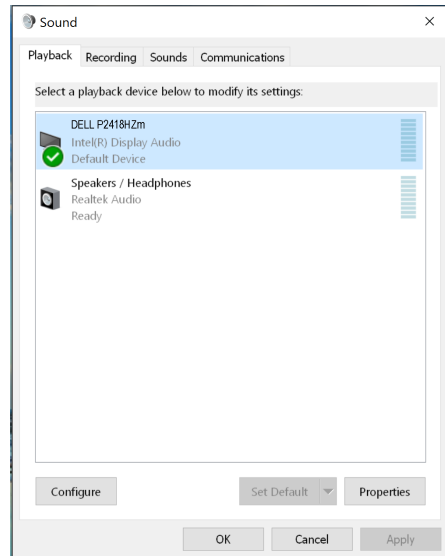 Sound
Playback Recording Sounds Communications
Select a playback device below to modify its settings:
DELL P2418HZm
Intel(R) Display Audio
Default Device
Speakers / Headphones
Realtek Audio
Ready
Configure Set Default Properties
OK Cancel Apply